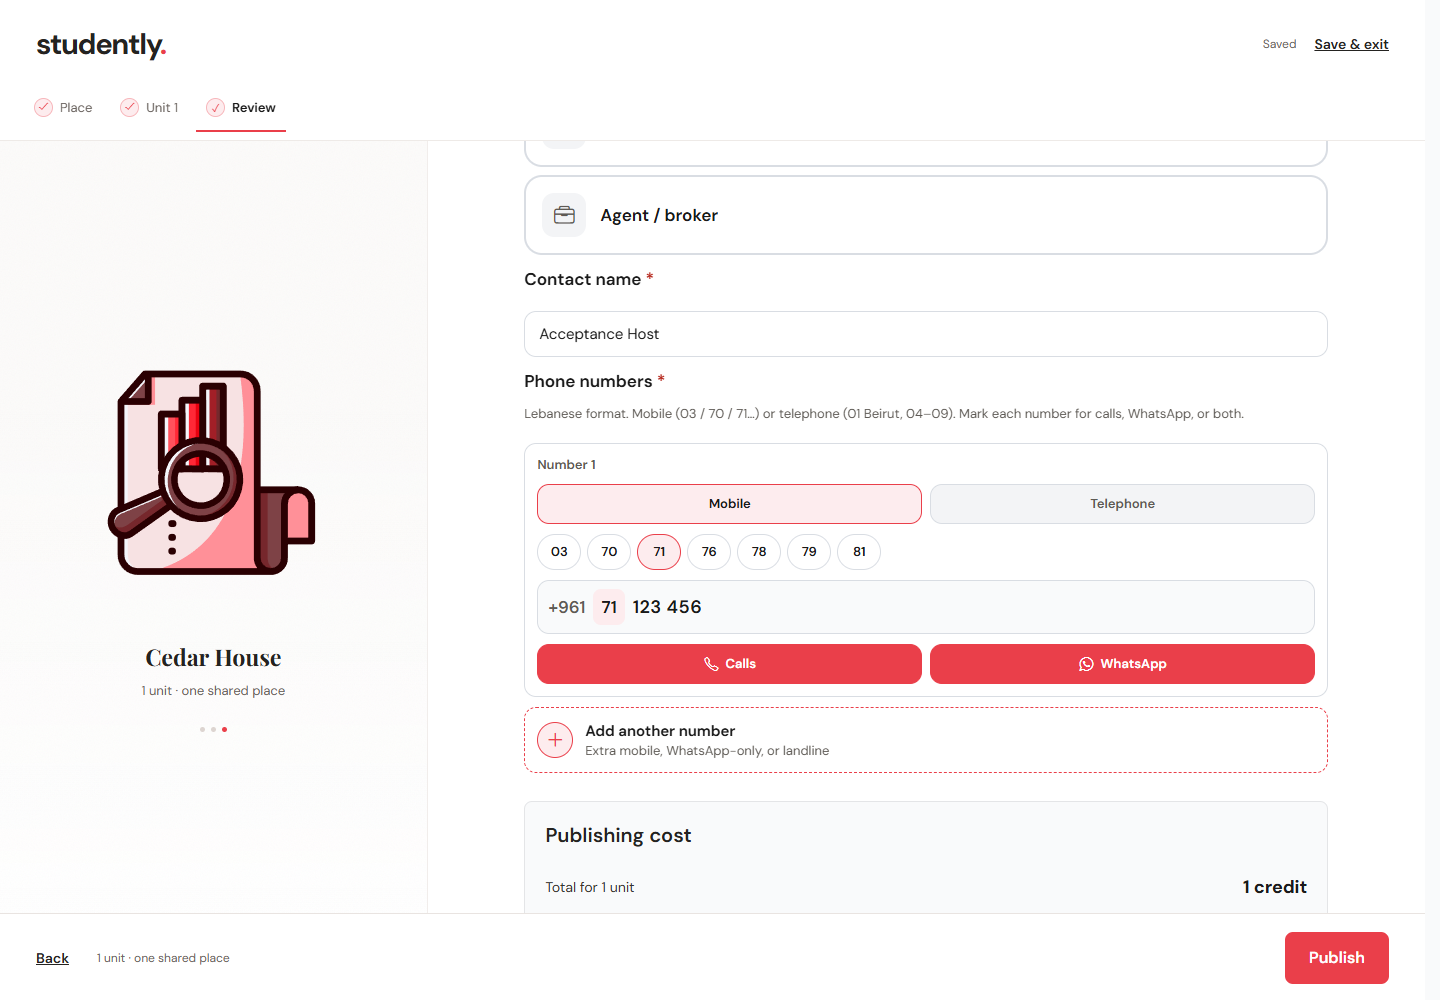 studently.
Saved
Save & exit
Place
Unit 1
Review
Agent / broker
Contact name *
Acceptance Host
Phone numbers *
Lebanese format. Mobile (03 / 70 / 71...) or telephone (01 Beirut, 04–09). Mark each number for calls, WhatsApp, or both.
Number 1
Mobile
Telephone
03
70
71
76
78
79
81
+961 71 123 456
Calls
WhatsApp
Add another number
Extra mobile, WhatsApp-only, or landline
Publishing cost
Total for 1 unit
1 credit
Cedar House
1 unit · one shared place
Back
1 unit · one shared place
Publish